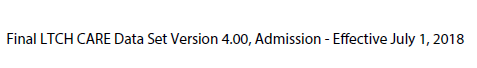 Final LTCH CARE Data Set Version 4.00, Admission - Effective July 1, 2018